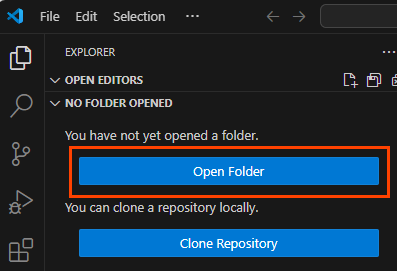 File Edit Selection ...
EXPLORER ...
OPEN EDITORS
NO FOLDER OPENED
You have not yet opened a folder.
Open Folder
You can clone a repository locally.
Clone Repository